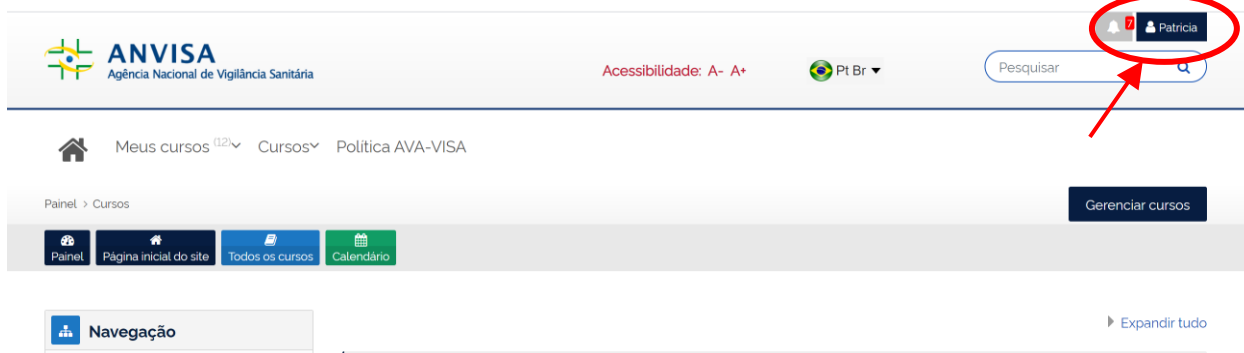 7 Patricia
ANVISA
Agência Nacional de Vigilância Sanitária
Acessibilidade: A- A+ Pt Br Pesquisar
Meus cursos (12) Cursos Política AVA-VISA
Painel > Cursos
Gerenciar cursos
Painel Página inicial do site Todos os cursos Calendário
Navegação
Expandir tudo